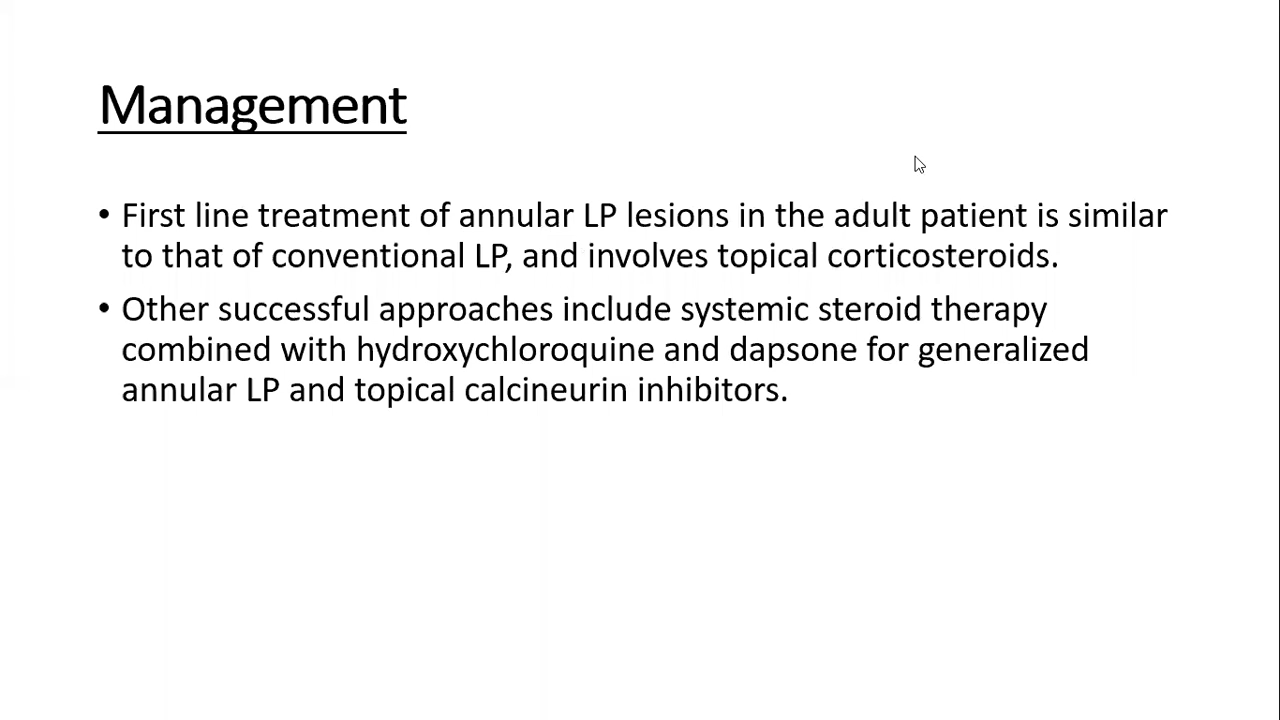 Management
• First line treatment of annular LP lesions in the adult patient is similar
to that of conventional LP, and involves topical corticosteroids.
• Other successful approaches include systemic steroid therapy
combined with hydroxychloroquine and dapsone for generalized
annular LP and topical calcineurin inhibitors.